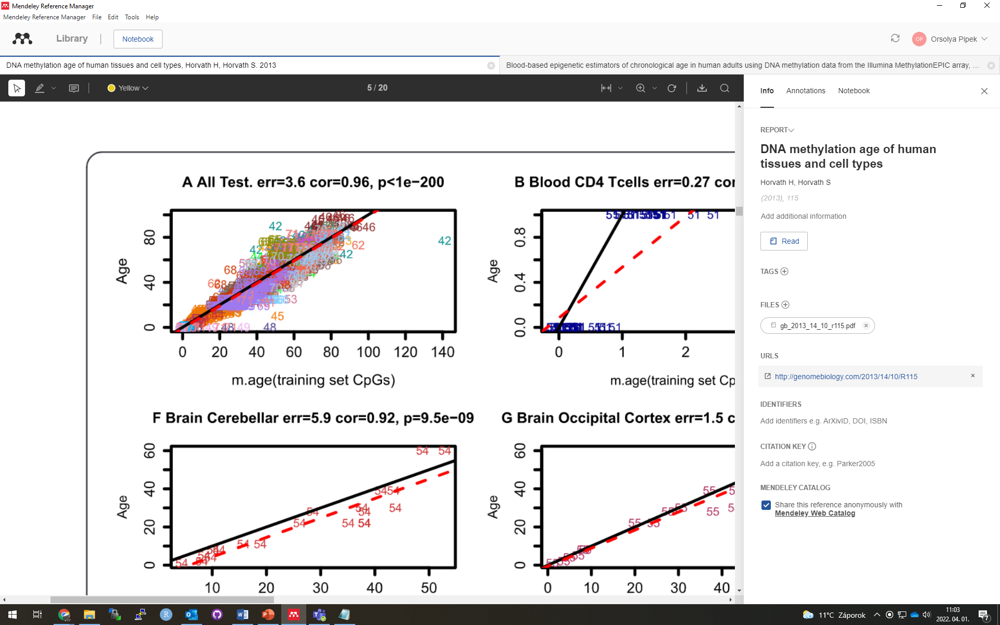 Mendeley Reference Manager
Mendeley Reference Manager File Edit Tools Help
Library Notebook
OP Orsolya Pipek
DNA methylation age of human tissues and cell types, Horvath H, Horvath S. 2013
Blood-based epigenetic estimators of chronological age in human adults using DNA methylation data from the Illumina MethylationEPIC array, ...
Yellow
5 / 20
Info Annotations Notebook
REPORT
DNA methylation age of human
tissues and cell types
Horvath H, Horvath S
(2013), 115
Add additional information
Read
TAGS
FILES
gb_2013_14_10_r115.pdf
URLS
http://genomebiology.com/2013/14/10/R115
IDENTIFIERS
Add identifiers e.g. ArXivID, DOI, ISBN
CITATION KEY
Add a citation key, e.g. Parker2005
MENDELEY CATALOG
Share this reference anonymously with
Mendeley Web Catalog
A All Test. err=3.6 cor=0.96, p<1e−200
Age
0 40 80
42 42 42 42 62 68 53 45 48 48
0 20 40 60 80 100 120 140
m.age(training set CpGs)
B Blood CD4 Tcells err=0.27 cor
Age
0.0 0.4 0.8
51 51 51
0 1 2
m.age(training set Cp
F Brain Cerebellar err=5.9 cor=0.92, p=9.5e−09
Age
0 20 40 60
54 54
54 54
54 54 54 54
54 54 54
54 54
54
10 20 30 40 50
G Brain Occipital Cortex err=1.5 c
Age
0 20 40 60
55 55 55 55 55
0 10 20 30 40
11°C Záporok
11:03
2022. 04. 01.
7